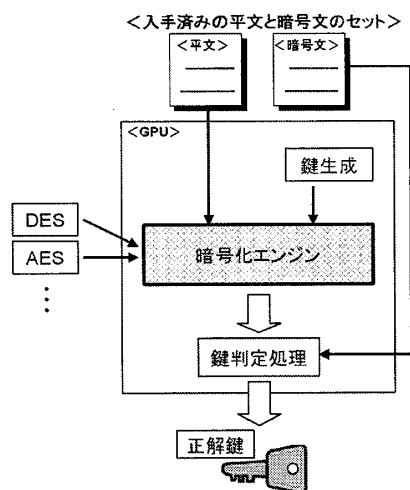 ＜入手済みの平文と暗号文のセット＞
＜平文＞
＜暗号文＞
＜GPU＞
鍵生成
DES
AES
⋮
暗号化エンジン
鍵判定処理
正解鍵